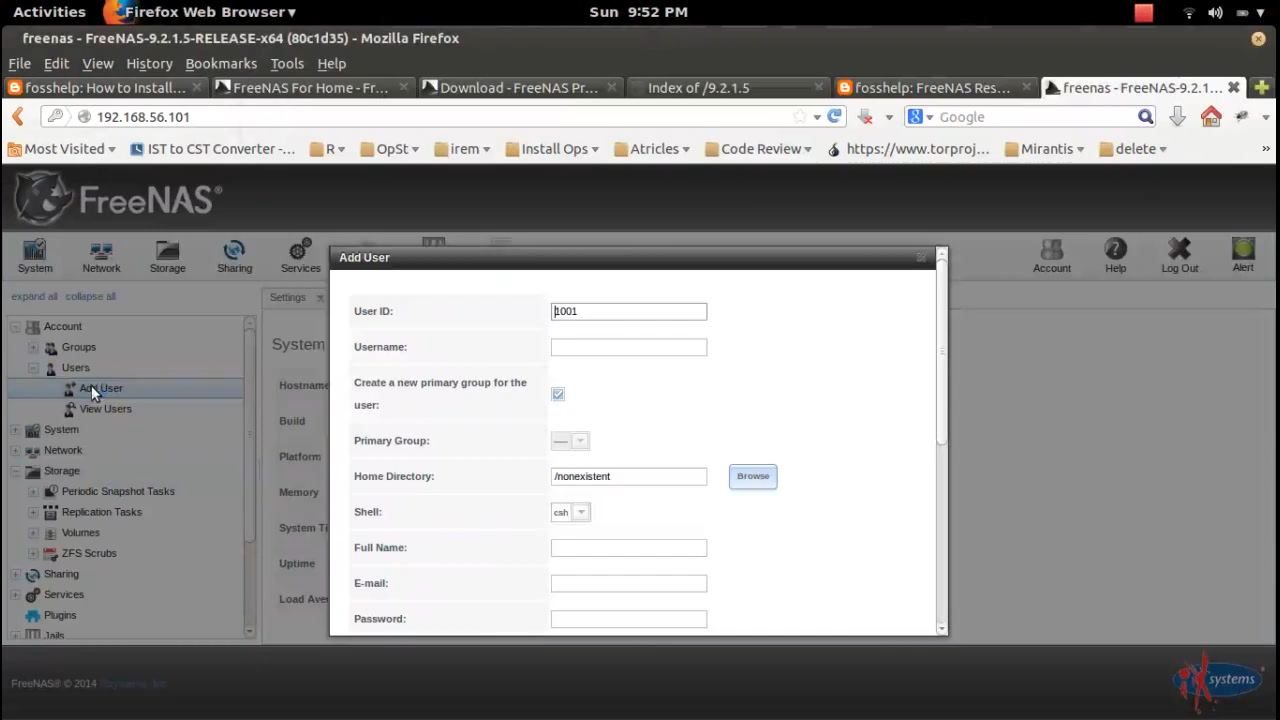 Activities
Firefox Web Browser ▾
Sun 9:52 PM
freenas - FreeNAS-9.2.1.5-RELEASE-x64 (80c1d35) - Mozilla Firefox
File Edit View History Bookmarks Tools Help
fosshelp: How to Install...
FreeNAS For Home - Fr...
Download - FreeNAS Pr...
Index of /9.2.1.5
fosshelp: FreeNAS Res...
freenas - FreeNAS-9.2.1...
192.168.56.101
Google
Most Visited
IST to CST Converter -...
R
OpSt
irem
Install Ops
Atricles
Code Review
https://www.torproj...
Mirantis
delete
»
FreeNAS®
System
Network
Storage
Sharing
Services
Account
Help
Log Out
Alert
expand all collapse all
Account
Groups
Users
Add User
View Users
System
Network
Storage
Periodic Snapshot Tasks
Replication Tasks
Volumes
ZFS Scrubs
Sharing
Services
Plugins
Jails
Settings
System
Hostname
Build
Platform
Memory
System Ti
Uptime
Load Aver
Add User
User ID:
1001
Username:
Create a new primary group for the
user:
Primary Group:
-----
Home Directory:
/nonexistent
Browse
Shell:
csh
Full Name:
E-mail:
Password:
FreeNAS® © 2014
systems